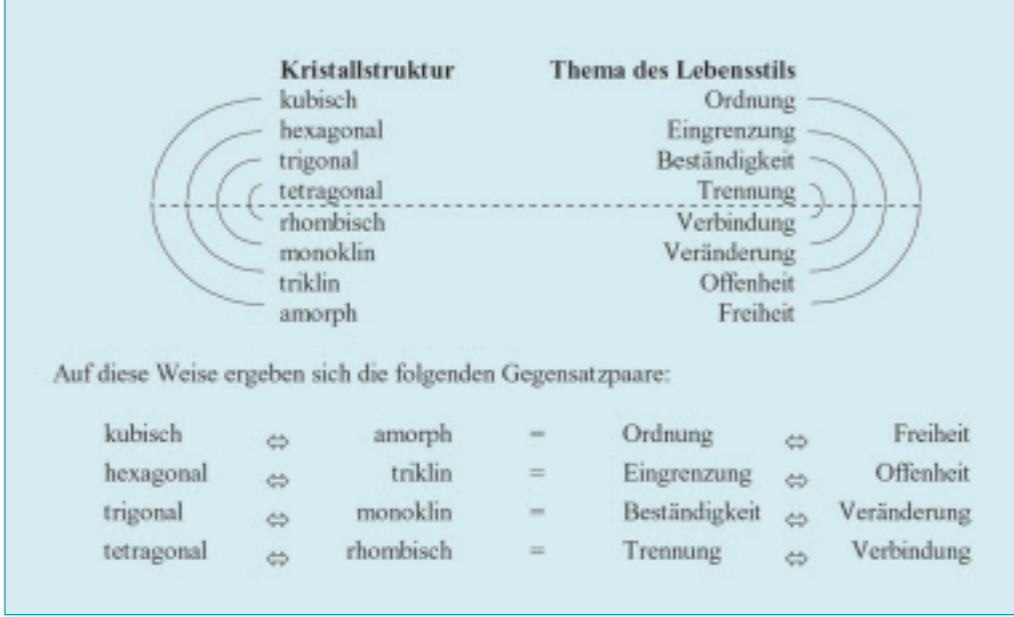 Kristallstruktur Thema des Lebensstils
kubisch Ordnung
hexagonal Eingrenzung
trigonal Beständigkeit
tetragonal Trennung
rhombisch Verbindung
monoklin Veränderung
triklin Offenheit
amorph Freiheit
Auf diese Weise ergeben sich die folgenden Gegensatzpaare:
kubisch ⇔ amorph = Ordnung ⇔ Freiheit
hexagonal ⇔ triklin = Eingrenzung ⇔ Offenheit
trigonal ⇔ monoklin = Beständigkeit ⇔ Veränderung
tetragonal ⇔ rhombisch = Trennung ⇔ Verbindung